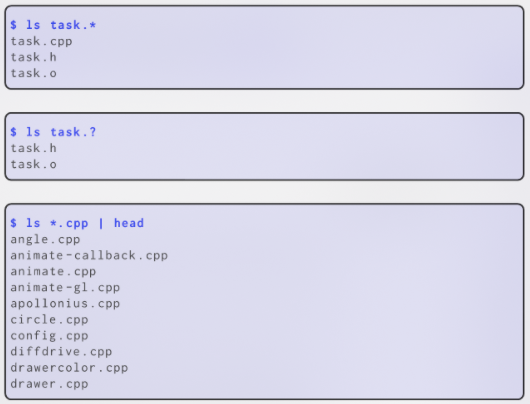 $ ls task.*
task.cpp
task.h
task.o
$ ls task.?
task.h
task.o
$ ls *.cpp | head
angle.cpp
animate-callback.cpp
animate.cpp
animate-gl.cpp
apollonius.cpp
circle.cpp
config.cpp
diffdrive.cpp
drawercolor.cpp
drawer.cpp